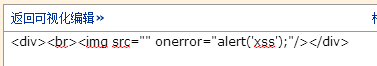 返回可视化编辑»
<div><br><img src="" onerror="alert('xss');"/></div>